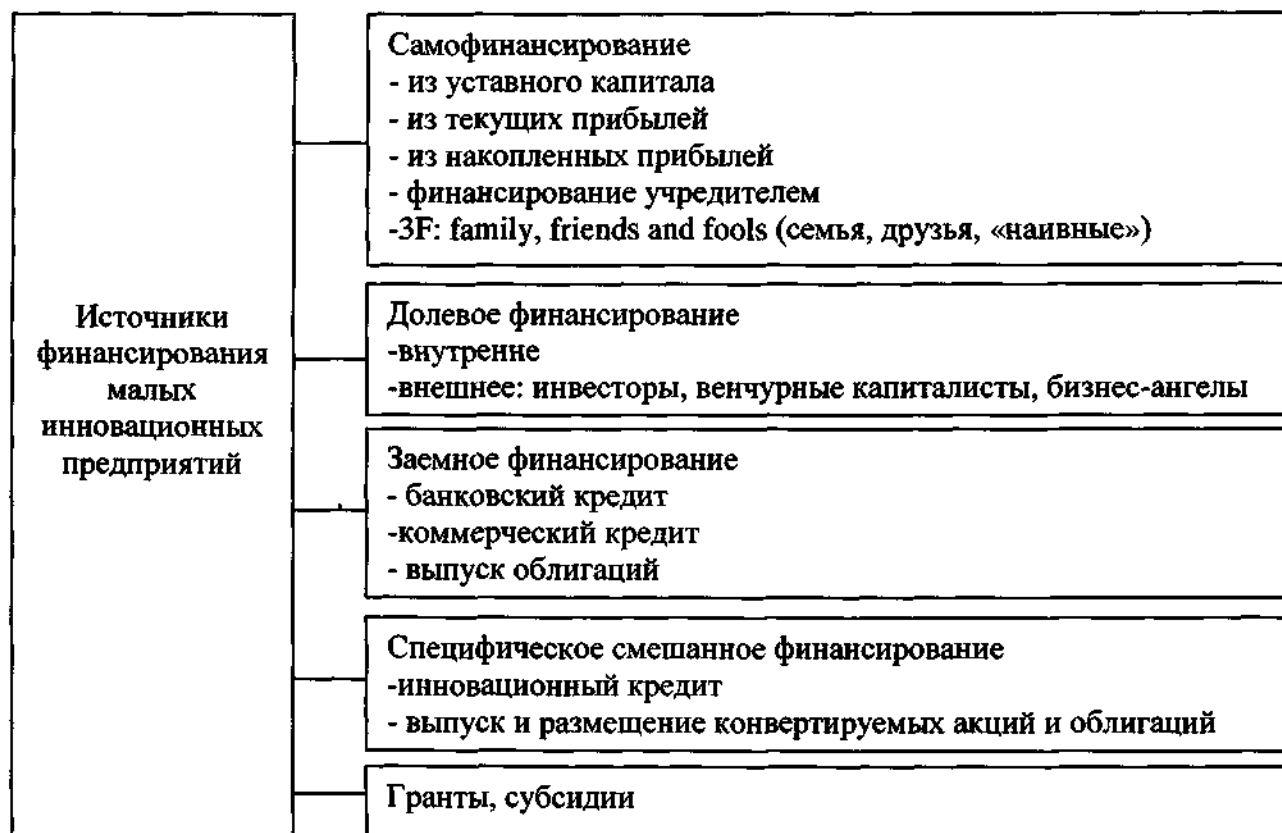 Источники
финансирования
малых
инновационных
предприятий
Самофинансирование
- из уставного капитала
- из текущих прибылей
- из накопленных прибылей
- финансирование учредителем
-3F: family, friends and fools (семья, друзья, «наивные»)
Долевое финансирование
-внутренне
-внешнее: инвесторы, венчурные капиталисты, бизнес-ангелы
Заемное финансирование
- банковский кредит
-коммерческий кредит
- выпуск облигаций
Специфическое смешанное финансирование
-инновационный кредит
- выпуск и размещение конвертируемых акций и облигаций
Гранты, субсидии